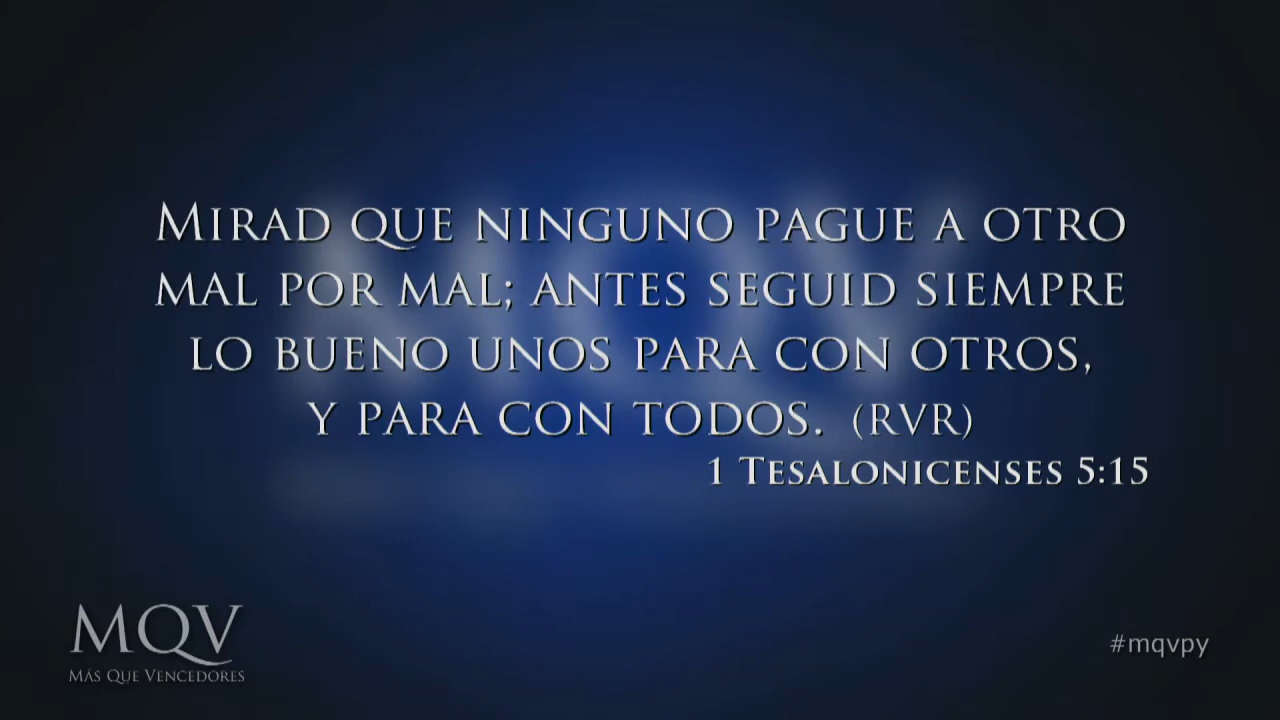 Mirad que ninguno pague a otro
mal por mal; antes seguid siempre
lo bueno unos para con otros,
y para con todos. (RVR)
1 Tesalonicenses 5:15
MQV
Más Que Vencedores
#mqvpy